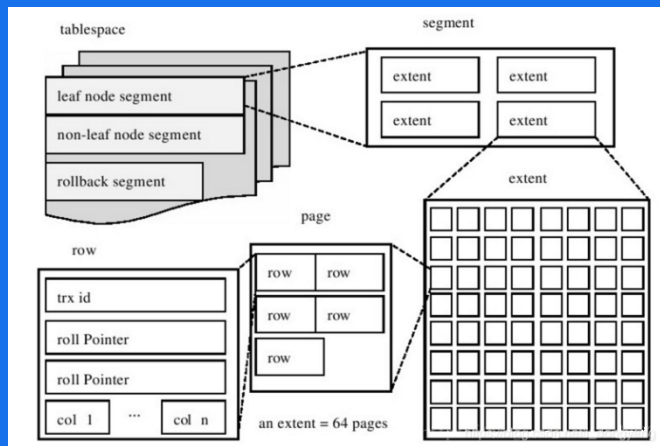 tablespace
segment
leaf node segment
non-leaf node segment
rollback segment
extent
extent
extent
extent
extent
page
row
row
row
row
row
row
trx id
roll Pointer
roll Pointer
col 1 ... col n
an extent = 64 pages